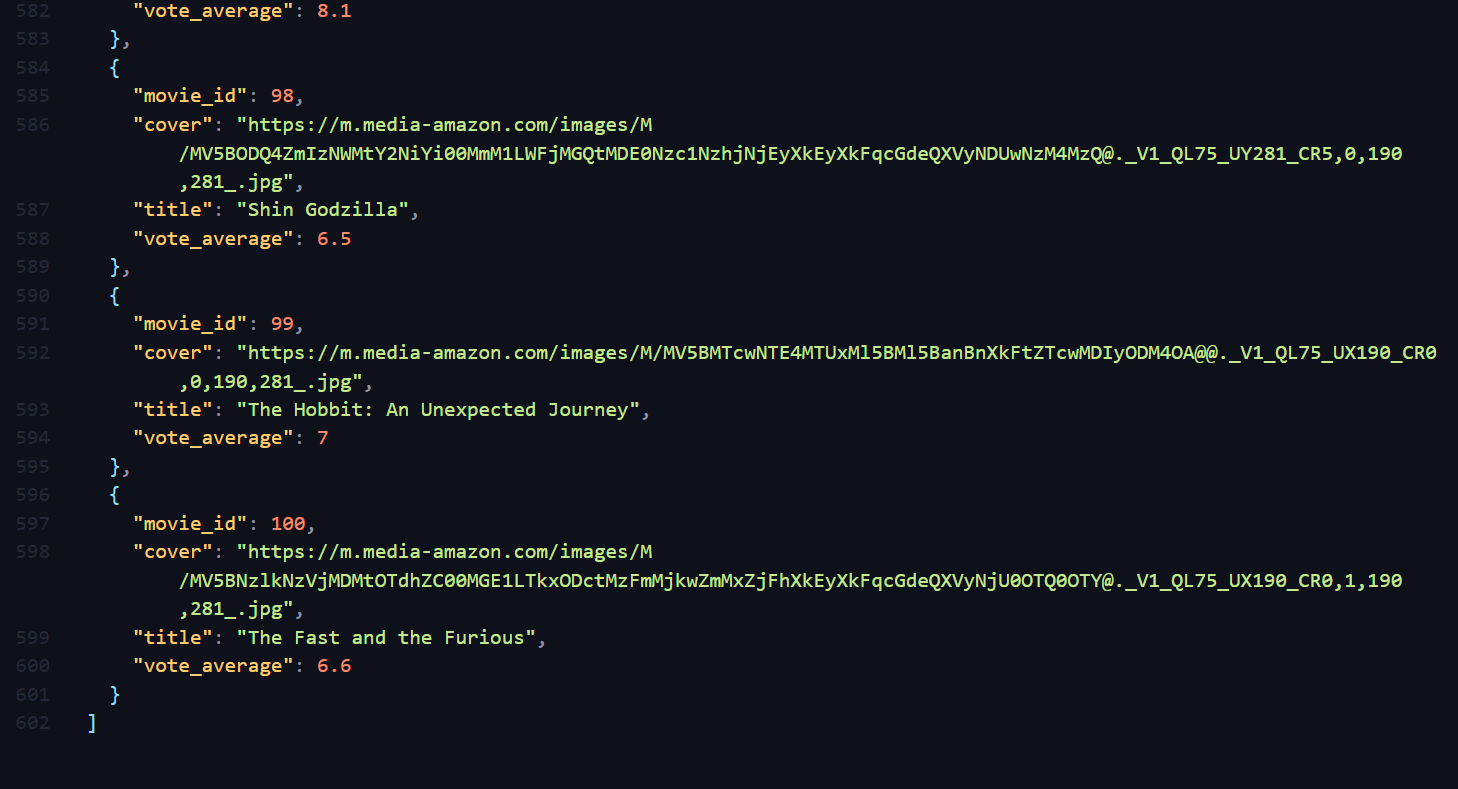 582 "vote_average": 8.1
583 },
584 {
585 "movie_id": 98,
586 "cover": "https://m.media-amazon.com/images/M
/MV5BODQ4ZmIzNWMtY2NiYi00MmM1LWFjMGQtMDE0Nzc1NzhjNjEyXkEyXkFqcGdeQXVyNDUwNzM4MzQ@._V1_QL75_UY281_CR5,0,190
,281_.jpg",
587 "title": "Shin Godzilla",
588 "vote_average": 6.5
589 },
590 {
591 "movie_id": 99,
592 "cover": "https://m.media-amazon.com/images/M/MV5BMTcwNTE4MTUxMl5BMl5BanBnXkFtZTcwMDIyODM4OA@@._V1_QL75_UX190_CR0
,0,190,281_.jpg",
593 "title": "The Hobbit: An Unexpected Journey",
594 "vote_average": 7
595 },
596 {
597 "movie_id": 100,
598 "cover": "https://m.media-amazon.com/images/M
/MV5BNzlkNzVjMDMtOTdhZC00MGE1LTkxODctMzFmMjkwZmMxZjFhXkEyXkFqcGdeQXVyNjU0OTQ0OTY@._V1_QL75_UX190_CR0,1,190
,281_.jpg",
599 "title": "The Fast and the Furious",
600 "vote_average": 6.6
601 }
602 ]